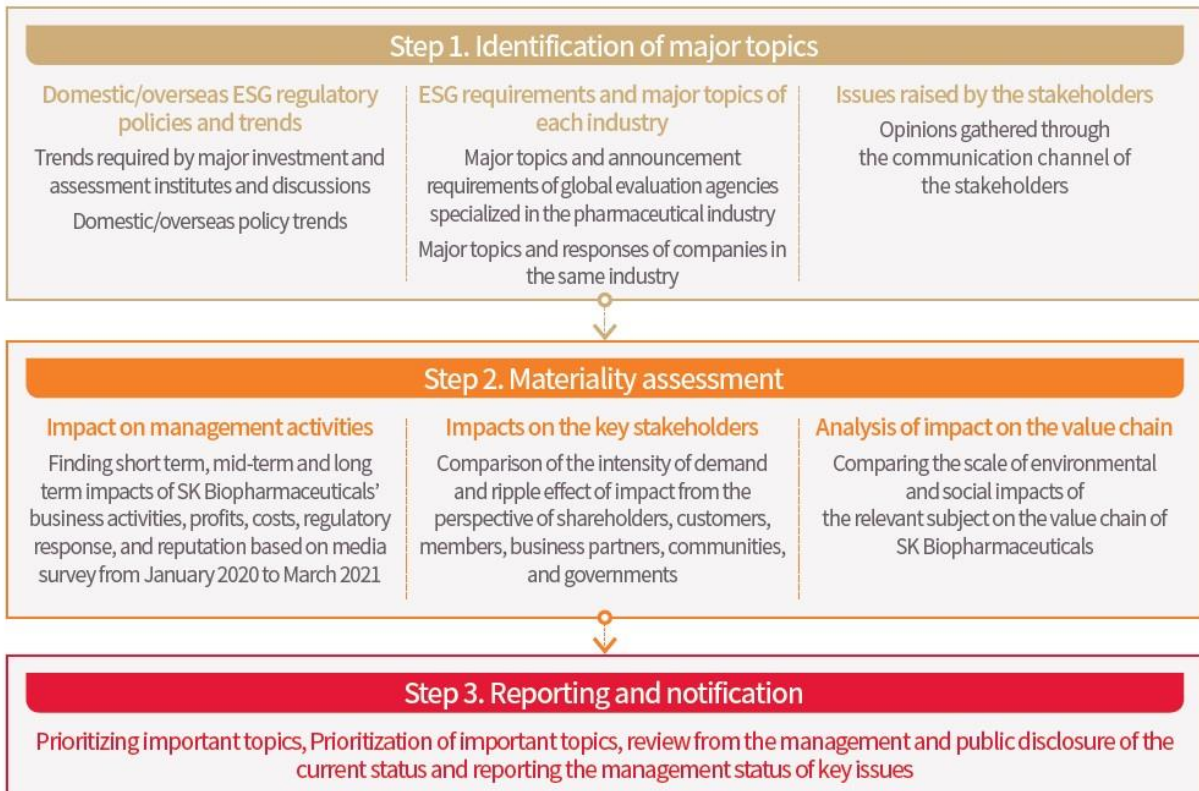 Step 1. Identification of major topics
Domestic/overseas ESG regulatory
policies and trends
Trends required by major investment and
assessment institutes and discussions
Domestic/overseas policy trends
ESG requirements and major topics of
each industry
Major topics and announcement
requirements of global evaluation agencies
specialized in the pharmaceutical industry
Major topics and responses of companies in
the same industry
Issues raised by the stakeholders
Opinions gathered through
the communication channel of
the stakeholders
Step 2. Materiality assessment
Impact on management activities
Finding short term, mid-term and long
term impacts of SK Biopharmaceuticals’
business activities, profits, costs, regulatory
response, and reputation based on media
survey from January 2020 to March 2021
Impacts on the key stakeholders
Comparison of the intensity of demand
and ripple effect of impact from the
perspective of shareholders, customers,
members, business partners, communities,
and governments
Analysis of impact on the value chain
Comparing the scale of environmental
and social impacts of
the relevant subject on the value chain of
SK Biopharmaceuticals
Step 3. Reporting and notification
Prioritizing important topics, Prioritization of important topics, review from the management and public disclosure of the
current status and reporting the management status of key issues